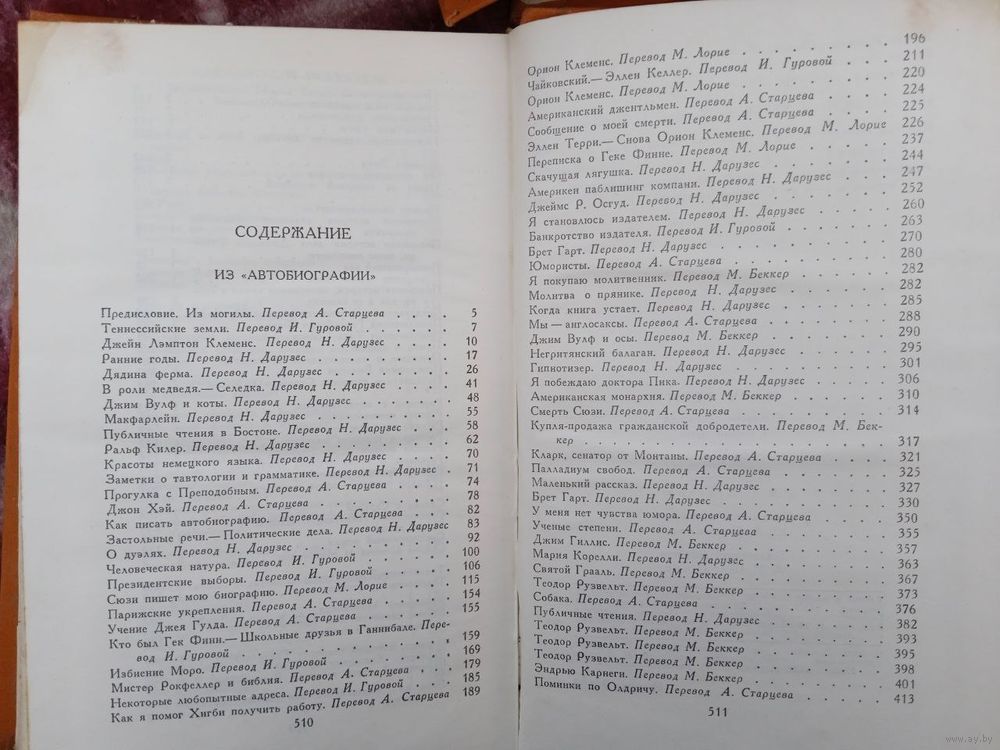 СОДЕРЖАНИЕ
ИЗ «АВТОБИОГРАФИИ»
Предисловие. Из могилы. Перевод А. Старцева . . . . 5
Теннессийские земли. Перевод И. Гуровой . . . . . 7
Джейн Лэмптон Клеменс. Перевод Н. Дарузес . . . . 10
Ранние годы. Перевод Н. Дарузес . . . . . . . . 17
Дядина ферма. Перевод Н. Дарузес . . . . . . . 26
В роли медведя.— Селедка. Перевод Н. Дарузес . . . . 41
Джим Вулф и коты. Перевод Н. Дарузес . . . . . . 48
Макфарлейн. Перевод Н. Дарузес . . . . . . . . 55
Публичные чтения в Бостоне. Перевод Н. Дарузес . . . . 58
Ральф Килер. Перевод Н. Дарузес . . . . . . . . 62
Красоты немецкого языка. Перевод Н. Дарузес . . . . 70
Заметки о тавтологии и грамматике. Перевод Н. Дарузес . 71
Прогулка с Преподобным. Перевод А. Старцева . . . . 74
Джон Хэй. Перевод А. Старцева . . . . . . . . 78
Как писать автобиографию. Перевод А. Старцева . . . . 82
Застольные речи.— Политические дела. Перевод Н. Дарузес 83
О дуэлях. Перевод Н. Дарузес . . . . . . . . . 92
Человеческая натура. Перевод И. Гуровой . . . . . 100
Президентские выборы. Перевод И. Гуровой . . . . . 106
Сюзи пишет мою биографию. Перевод М. Лорие . . . . 115
Парижские укрепления. Перевод А. Старцева . . . . . 154
Учение Джея Гулда. Перевод А. Старцева . . . . . . 155
Кто был Гек Финн.— Школьные друзья в Ганнибале. Пере-
вод И. Гуровой . . . . . . . . . . . . 159
Избиение Моро. Перевод И. Гуровой . . . . . . . 169
Мистер Рокфеллер и библия. Перевод А. Старцева . . . 179
Некоторые любопытные адреса. Перевод И. Гуровой . . . 185
Как я помог Хигби получить работу. Перевод А. Старцева 189
510
Орион Клеменс. Перевод М. Лорие . . . . . . . . 196
Чайковский.— Эллен Келлер. Перевод И. Гуровой . . . 211
Орион Клеменс. Перевод М. Лорие . . . . . . . . 220
Американский джентльмен. Перевод А. Старцева . . . . 224
Сообщение о моей смерти. Перевод А. Старцева . . . . 225
Эллен Терри.— Снова Орион Клеменс. Перевод М. Лорие 226
Переписка о Геке Финне. Перевод М. Лорие . . . . . 237
Скачущая лягушка. Перевод Н. Дарузес . . . . . . 244
Америкен паблишинг компани. Перевод Н. Дарузес . . . 247
Джеймс Р. Осгуд. Перевод Н. Дарузес . . . . . . . 252
Я становлюсь издателем. Перевод Н. Дарузес . . . . . 260
Банкротство издателя. Перевод И. Гуровой . . . . . 263
Брет Гарт. Перевод Н. Дарузес . . . . . . . . . 270
Юмористы. Перевод А. Старцева . . . . . . . . 280
Я покупаю молитвенник. Перевод М. Беккер . . . . . 282
Молитва о прянике. Перевод Н. Дарузес . . . . . . 282
Когда книга устает. Перевод Н. Дарузес . . . . . . 285
Мы — англосаксы. Перевод А. Старцева . . . . . . 288
Джим Вулф и осы. Перевод М. Беккер . . . . . . . 290
Негритянский балаган. Перевод Н. Дарузес . . . . . 295
Гипнотизер. Перевод Н. Дарузес . . . . . . . . . 301
Я побеждаю доктора Пика. Перевод Н. Дарузес . . . . 306
Американская монархия. Перевод М. Беккер . . . . . 310
Смерть Сюзи. Перевод А. Старцева . . . . . . . . 314
Купля-продажа гражданской добродетели. Перевод М. Бек-
кер . . . . . . . . . . . . . . . . 317
Кларк, сенатор от Монтаны. Перевод А. Старцева . . . 321
Палладиум свобод. Перевод А. Старцева . . . . . . 325
Маленький рассказ. Перевод Н. Дарузес . . . . . . 327
Брет Гарт. Перевод Н. Дарузес . . . . . . . . . 330
У меня нет чувства юмора. Перевод А. Старцева . . . . 350
Ученые степени. Перевод А. Старцева . . . . . . . 355
Джим Гиллис. Перевод М. Беккер . . . . . . . . 357
Мария Корелли. Перевод Н. Дарузес . . . . . . . 363
Святой Грааль. Перевод М. Беккер . . . . . . . . 367
Теодор Рузвельт. Перевод М. Беккер . . . . . . . 373
Собака. Перевод А. Старцева . . . . . . . . . . 376
Публичные чтения. Перевод Н. Дарузес . . . . . . . 382
Теодор Рузвельт. Перевод М. Беккер . . . . . . . 393
Теодор Рузвельт. Перевод М. Беккер . . . . . . . 395
Теодор Рузвельт. Перевод М. Беккер . . . . . . . 398
Эндрью Карнеги. Перевод М. Беккер . . . . . . . 401
Поминки по Олдричу. Перевод А. Старцева . . . . . 413
511
www.ay.by